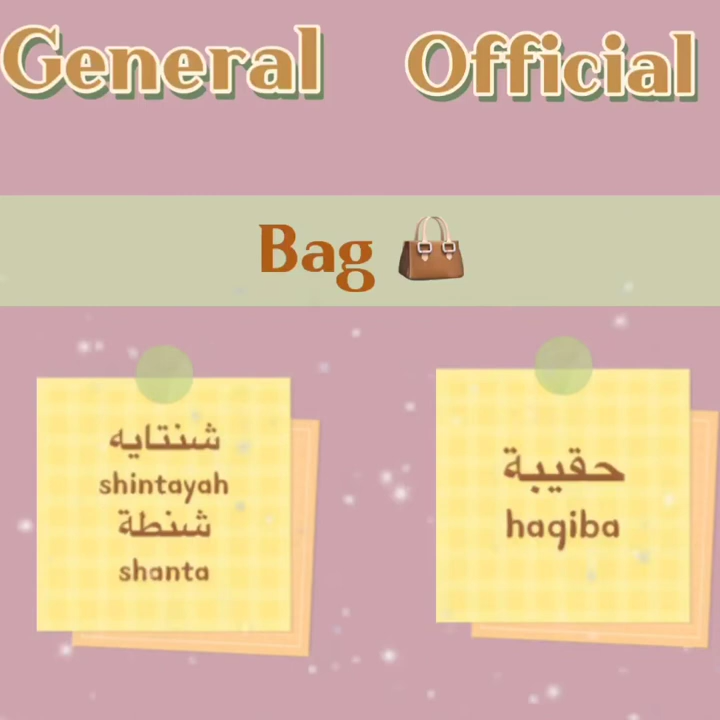 General
Official
Bag
شنتايه
shintayah
شنطة
shanta
حقيبة
haqiba